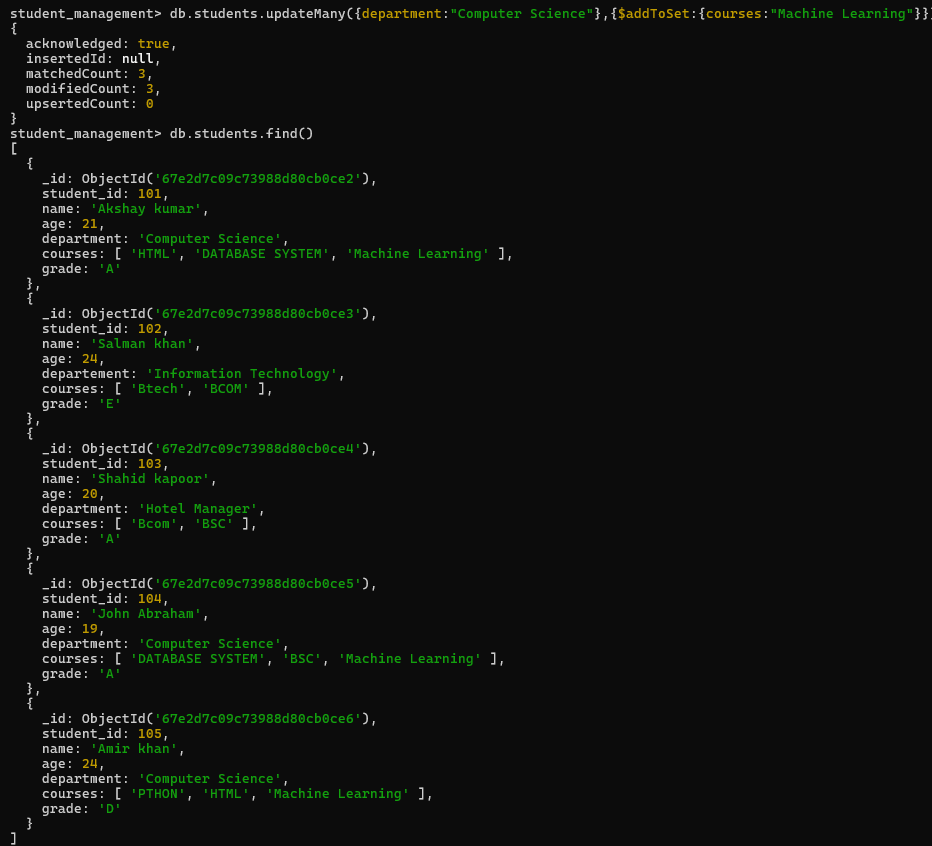 student_management> db.students.updateMany({department:"Computer Science"},{$addToSet:{courses:"Machine Learning"}})
{
  acknowledged: true,
  insertedId: null,
  matchedCount: 3,
  modifiedCount: 3,
  upsertedCount: 0
}
student_management> db.students.find()
[
  {
    _id: ObjectId('67e2d7c09c73988d80cb0ce2'),
    student_id: 101,
    name: 'Akshay kumar',
    age: 21,
    department: 'Computer Science',
    courses: [ 'HTML', 'DATABASE SYSTEM', 'Machine Learning' ],
    grade: 'A'
  },
  {
    _id: ObjectId('67e2d7c09c73988d80cb0ce3'),
    student_id: 102,
    name: 'Salman khan',
    age: 24,
    departement: 'Information Technology',
    courses: [ 'Btech', 'BCOM' ],
    grade: 'E'
  },
  {
    _id: ObjectId('67e2d7c09c73988d80cb0ce4'),
    student_id: 103,
    name: 'Shahid kapoor',
    age: 20,
    department: 'Hotel Manager',
    courses: [ 'Bcom', 'BSC' ],
    grade: 'A'
  },
  {
    _id: ObjectId('67e2d7c09c73988d80cb0ce5'),
    student_id: 104,
    name: 'John Abraham',
    age: 19,
    department: 'Computer Science',
    courses: [ 'DATABASE SYSTEM', 'BSC', 'Machine Learning' ],
    grade: 'A'
  },
  {
    _id: ObjectId('67e2d7c09c73988d80cb0ce6'),
    student_id: 105,
    name: 'Amir khan',
    age: 24,
    department: 'Computer Science',
    courses: [ 'PTHON', 'HTML', 'Machine Learning' ],
    grade: 'D'
  }
]